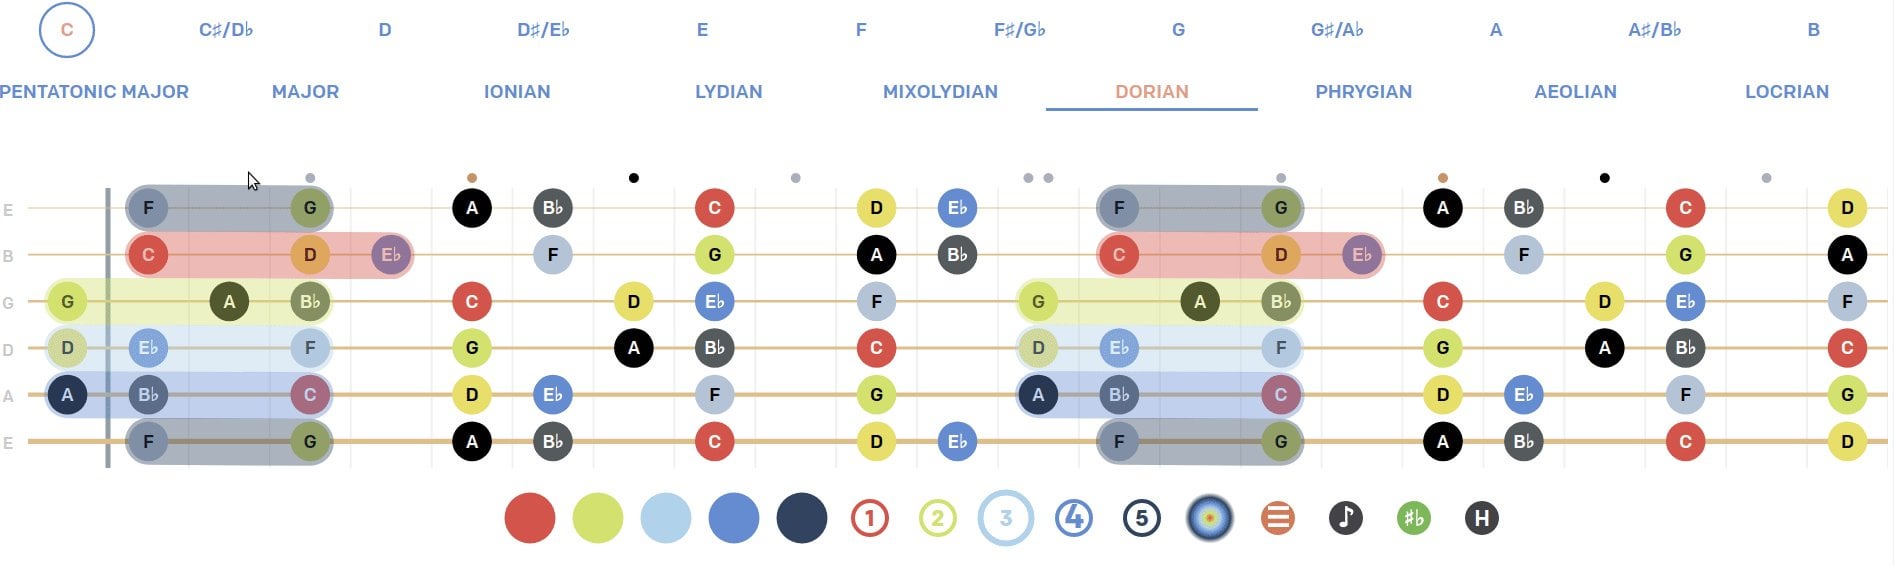 C C♯/D♭ D D♯/E♭ E F F♯/G♭ G G♯/A♭ A A♯/B♭ B
PENTATONIC MAJOR MAJOR IONIAN LYDIAN MIXOLYDIAN DORIAN PHRYGIAN AEOLIAN LOCRIAN
E F G A B♭ C D E♭ F G A B♭ C D
B C D E♭ F G A B♭ C D E♭ F G A
G G A B♭ C D E♭ F G A B♭ C D E♭ F
D D E♭ F G A B♭ C D E♭ F G A B♭ C
A A B♭ C D E♭ F G A B♭ C D E♭ F G
E F G A B♭ C D E♭ F G A B♭ C D
1 2 3 4 5 ♪ ♯♭ H